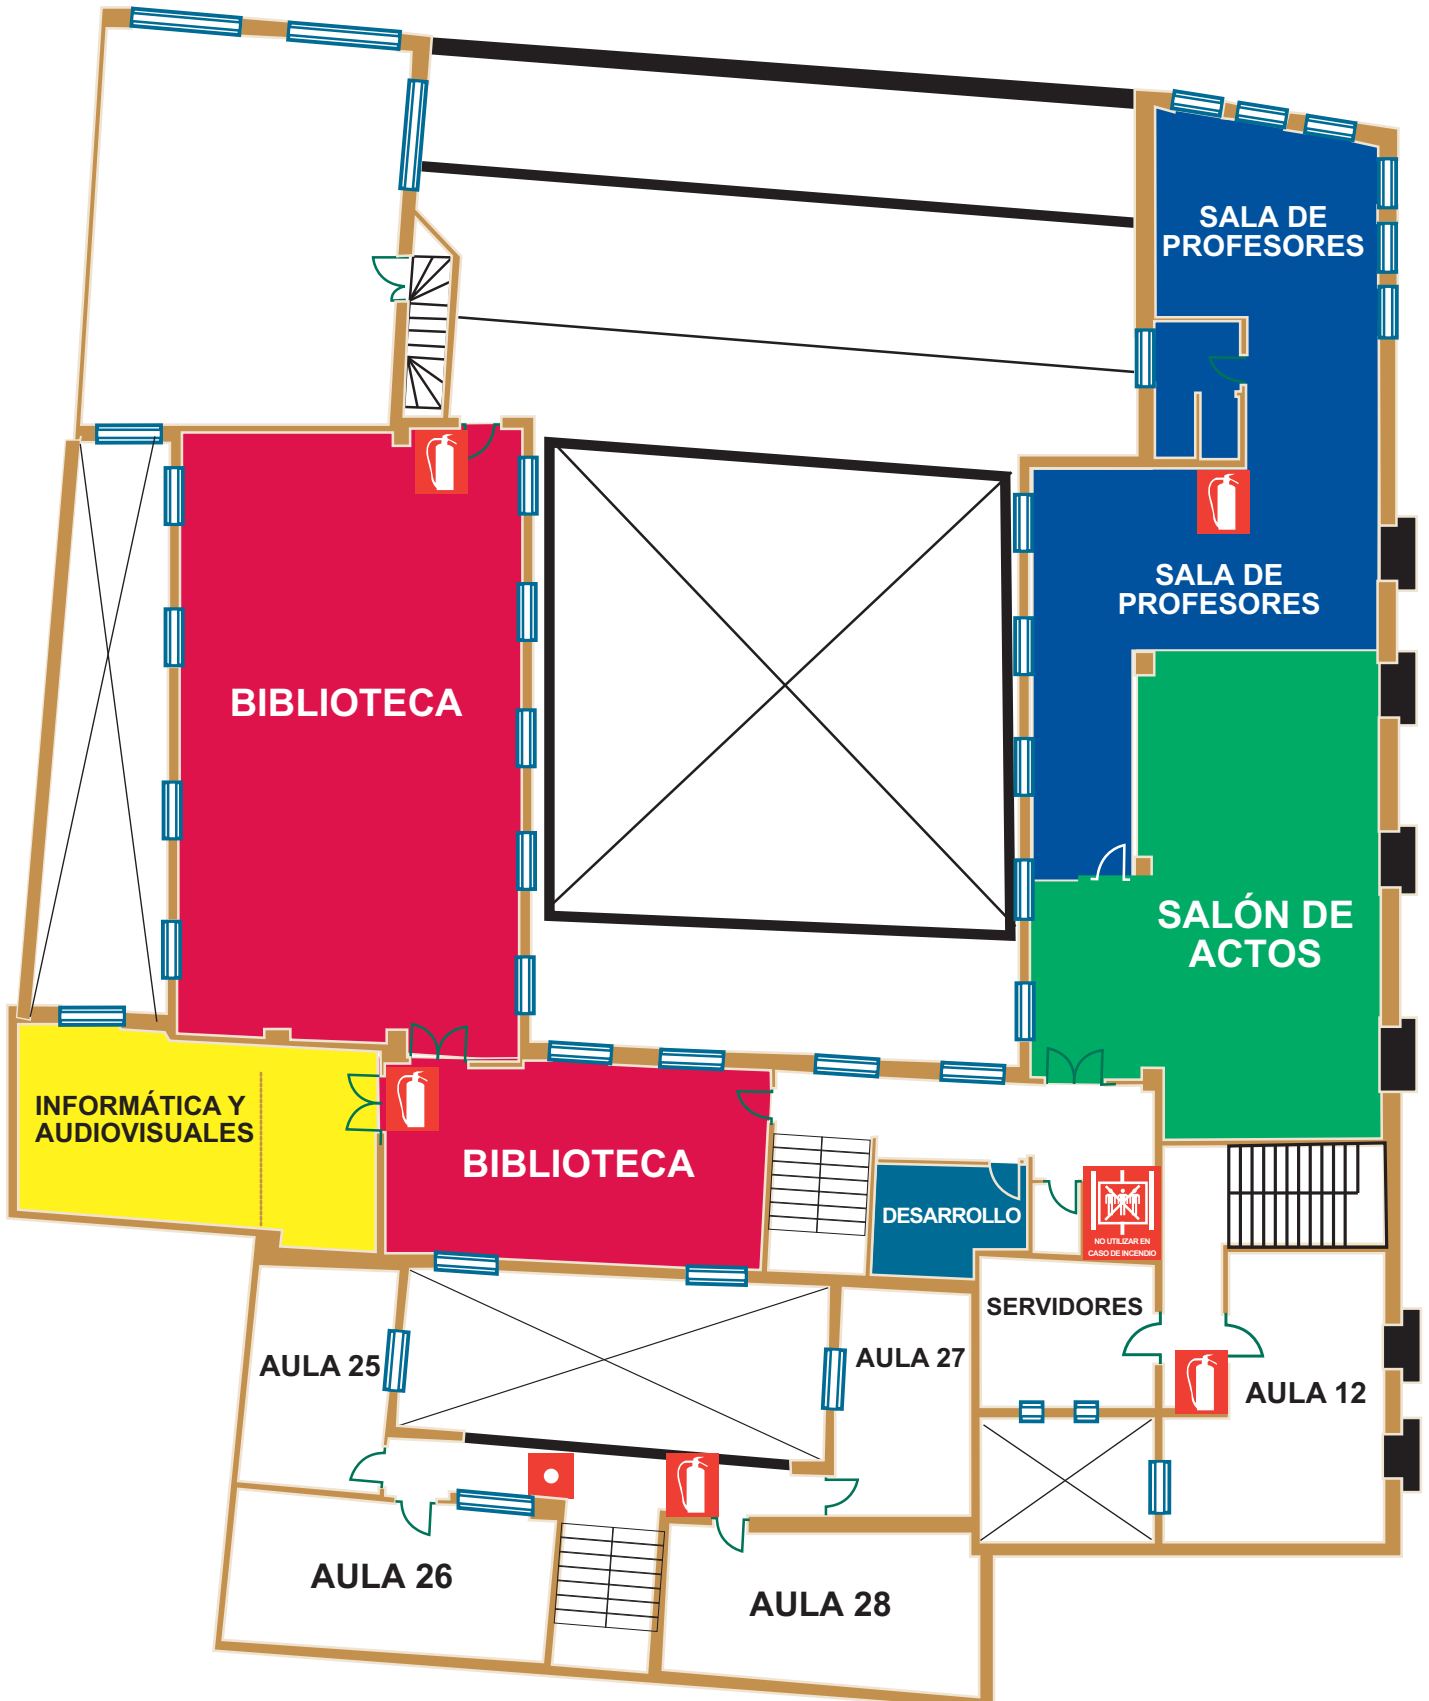 SALA DE
PROFESORES
SALA DE
PROFESORES
BIBLIOTECA
SALÓN DE
ACTOS
INFORMÁTICA Y
AUDIOVISUALES
BIBLIOTECA
DESARROLLO
NO UTILIZAR EN
CASO DE INCENDIO
SERVIDORES
AULA 25
AULA 27
AULA 12
AULA 26
AULA 28